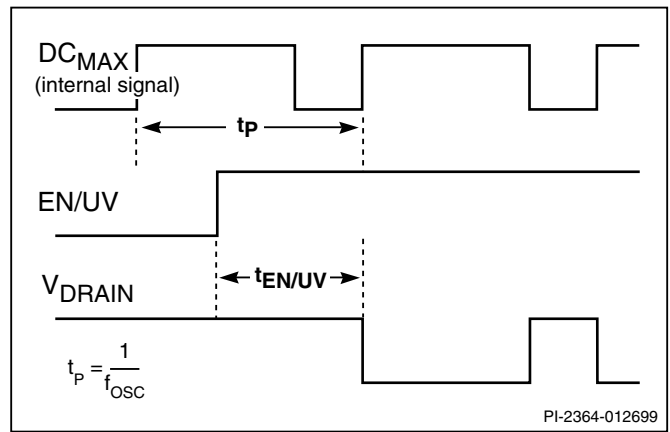 DCMAX
(internal signal)
tP
EN/UV
tEN/UV
VDRAIN
tP = 1
fOSC
PI-2364-012699